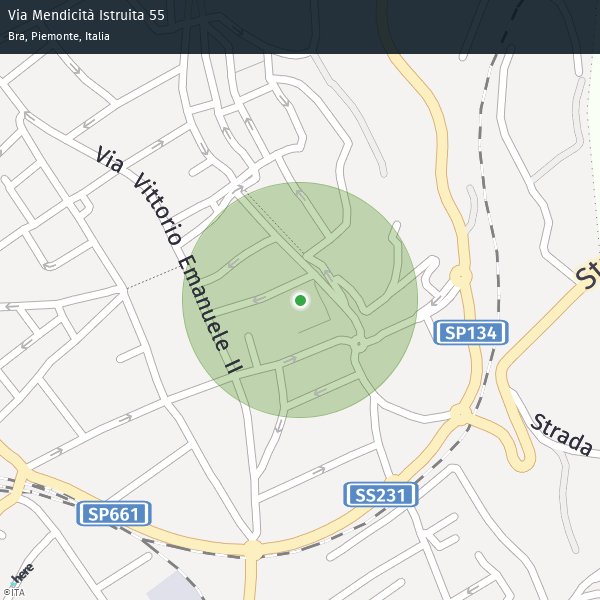 Via Mendicità Istruita 55
Bra, Piemonte, Italia
Via Vittorio Emanuele II
St
SP134
Strada
SS231
SP661
here
©ITA